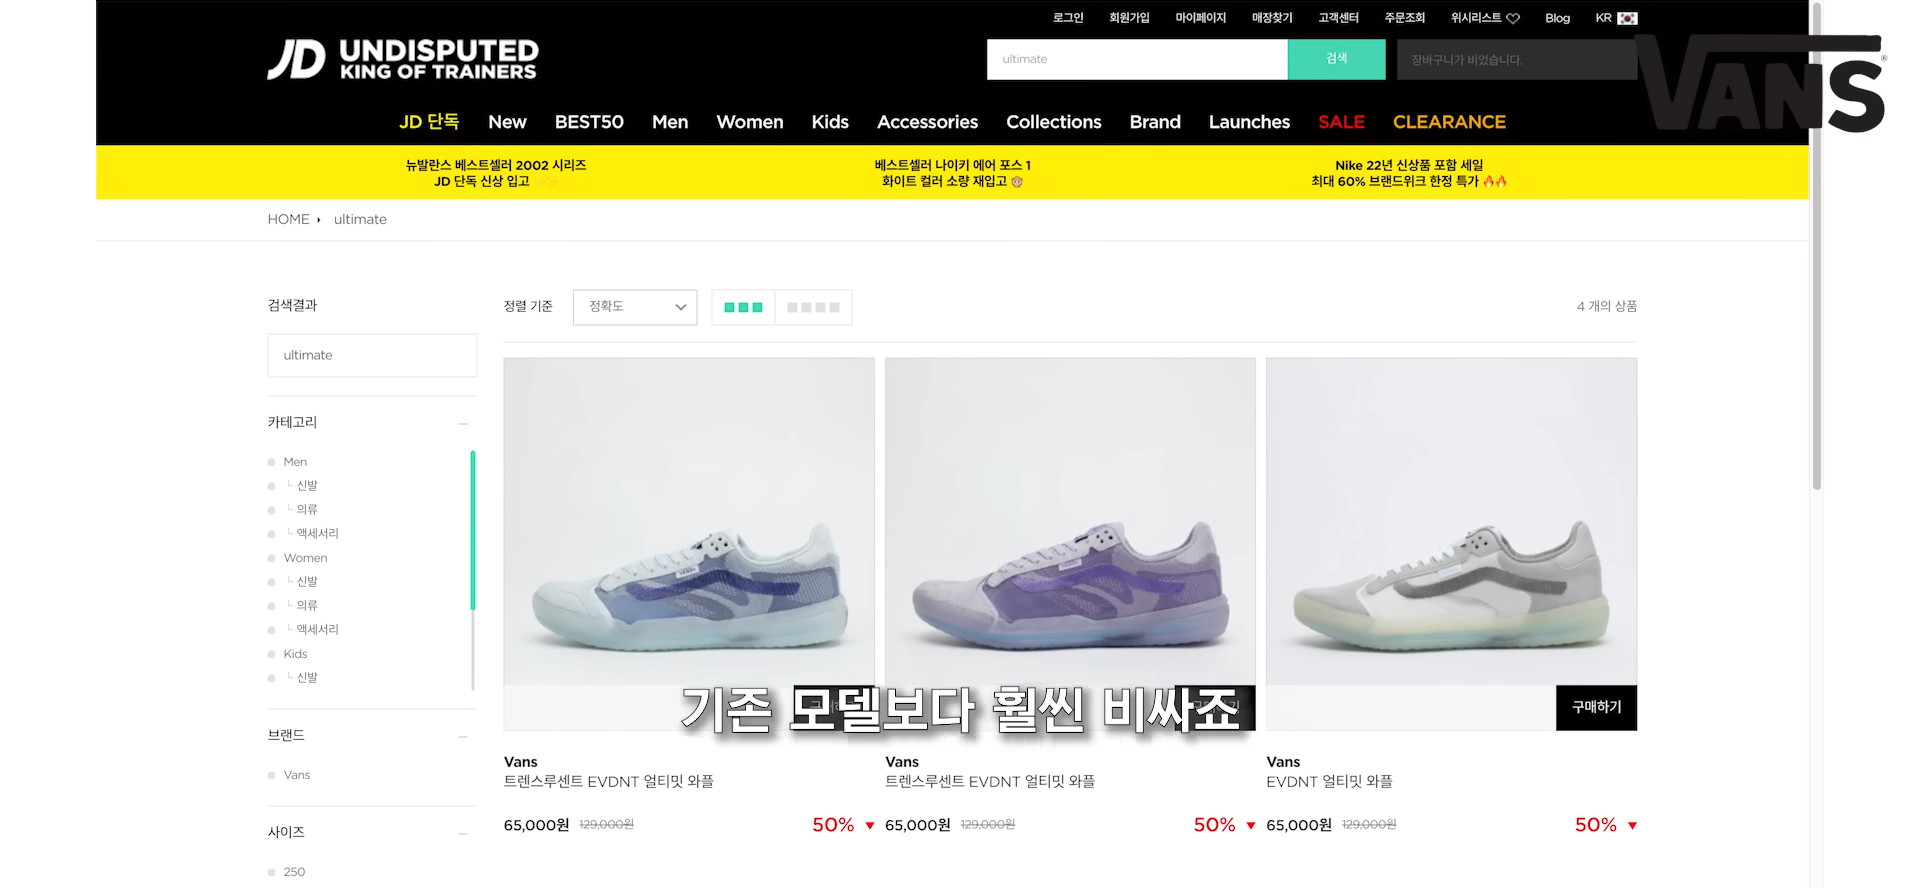 로그인 회원가입 마이페이지 매장찾기 고객센터 주문조회 위시리스트 Blog KR
JD UNDISPUTED
KING OF TRAINERS
ultimate 검색 장바구니가 비었습니다.
VANS®
JD 단독 New BEST50 Men Women Kids Accessories Collections Brand Launches SALE CLEARANCE
뉴발란스 베스트셀러 2002 시리즈
JD 단독 신상 입고 ✨✨
베스트셀러 나이키 에어 포스 1
화이트 컬러 소량 재입고 🐵
Nike 22년 신상품 포함 세일
최대 60% 브랜드위크 한정 특가 🔥🔥
HOME ultimate
검색결과
ultimate
카테고리
Men
└ 신발
└ 의류
└ 액세서리
Women
└ 신발
└ 의류
└ 액세서리
Kids
└ 신발
브랜드
Vans
사이즈
250
정렬 기준 정확도 4 개의 상품
기존 모델보다 훨씬 비싸죠
구매하기
Vans
트렌스루센트 EVDNT 얼티밋 와플
65,000원 129,000원 50% ▼
Vans
트렌스루센트 EVDNT 얼티밋 와플
65,000원 129,000원 50% ▼
Vans
EVDNT 얼티밋 와플
65,000원 129,000원 50% ▼